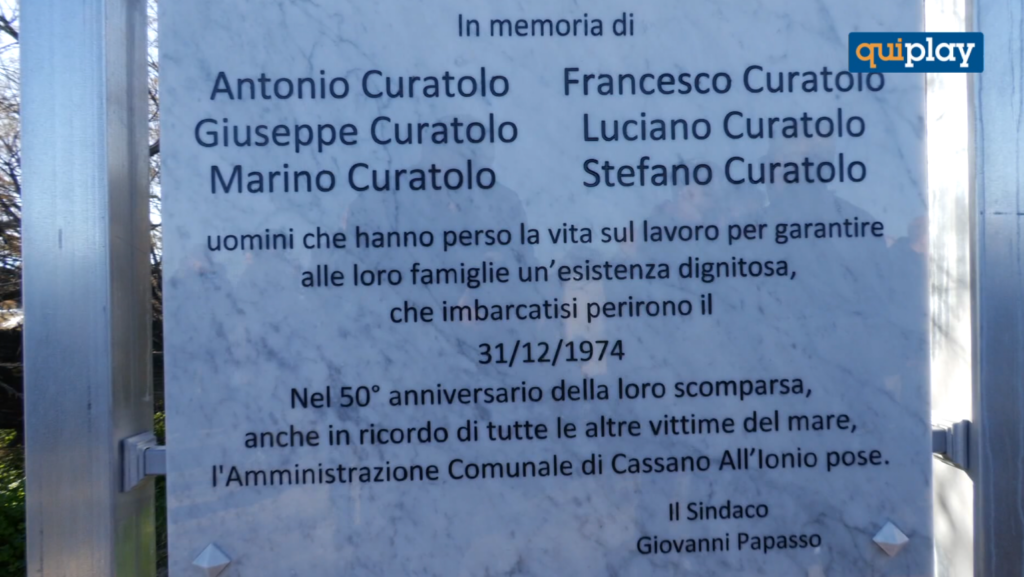 quiplay
In memoria di
Antonio Curatolo Francesco Curatolo
Giuseppe Curatolo Luciano Curatolo
Marino Curatolo Stefano Curatolo
uomini che hanno perso la vita sul lavoro per garantire
alle loro famiglie un'esistenza dignitosa,
che imbarcatisi perirono il
31/12/1974
Nel 50° anniversario della loro scomparsa,
anche in ricordo di tutte le altre vittime del mare,
l'Amministrazione Comunale di Cassano All'Ionio pose.
Il Sindaco
Giovanni Papasso